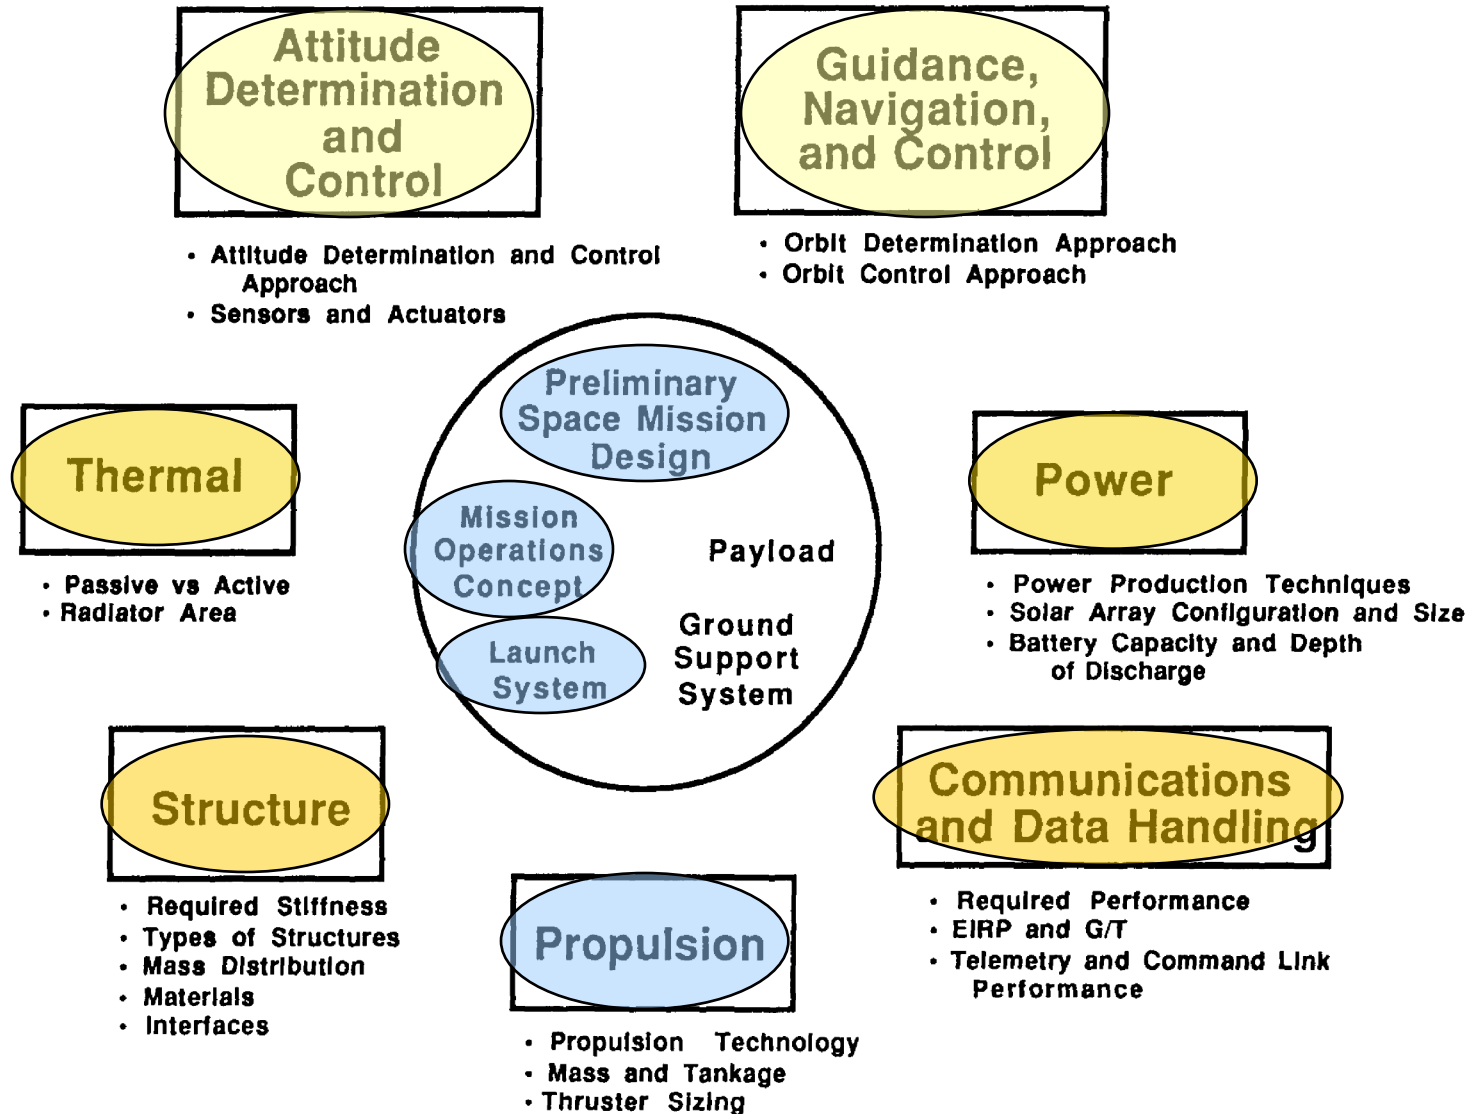 Attitude
Determination
and
Control
• Attitude Determination and Control
Approach
• Sensors and Actuators
Guidance,
Navigation,
and Control
• Orbit Determination Approach
• Orbit Control Approach
Preliminary
Space Mission
Design
Mission
Operations
Concept
Payload
Launch
System
Ground
Support
System
Thermal
• Passive vs Active
• Radiator Area
Power
• Power Production Techniques
• Solar Array Configuration and Size
• Battery Capacity and Depth
of Discharge
Structure
• Required Stiffness
• Types of Structures
• Mass Distribution
• Materials
• Interfaces
Communications
and Data Handling
• Required Performance
• EIRP and G/T
• Telemetry and Command Link
Performance
Propulsion
• Propulsion Technology
• Mass and Tankage
• Thruster Sizing